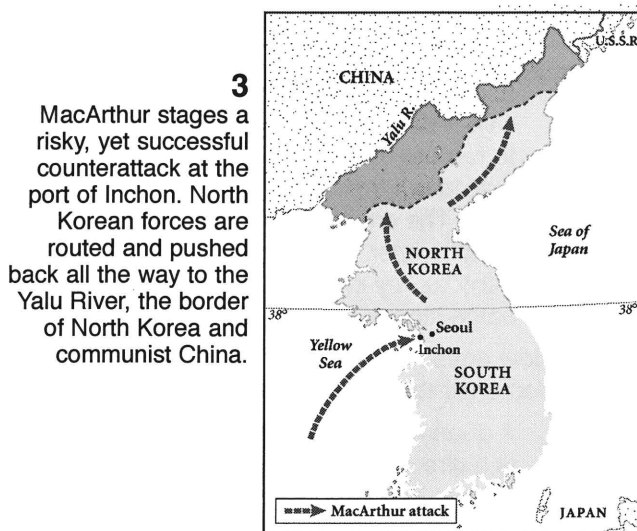 3
MacArthur stages a
risky, yet successful
counterattack at the
port of Inchon. North
Korean forces are
routed and pushed
back all the way to the
Yalu River, the border
of North Korea and
communist China.
U.S.S.R.
CHINA
Yalu R.
Sea of
Japan
NORTH
KOREA
38°
38°
Seoul
Inchon
Yellow
Sea
SOUTH
KOREA
MacArthur attack
JAPAN